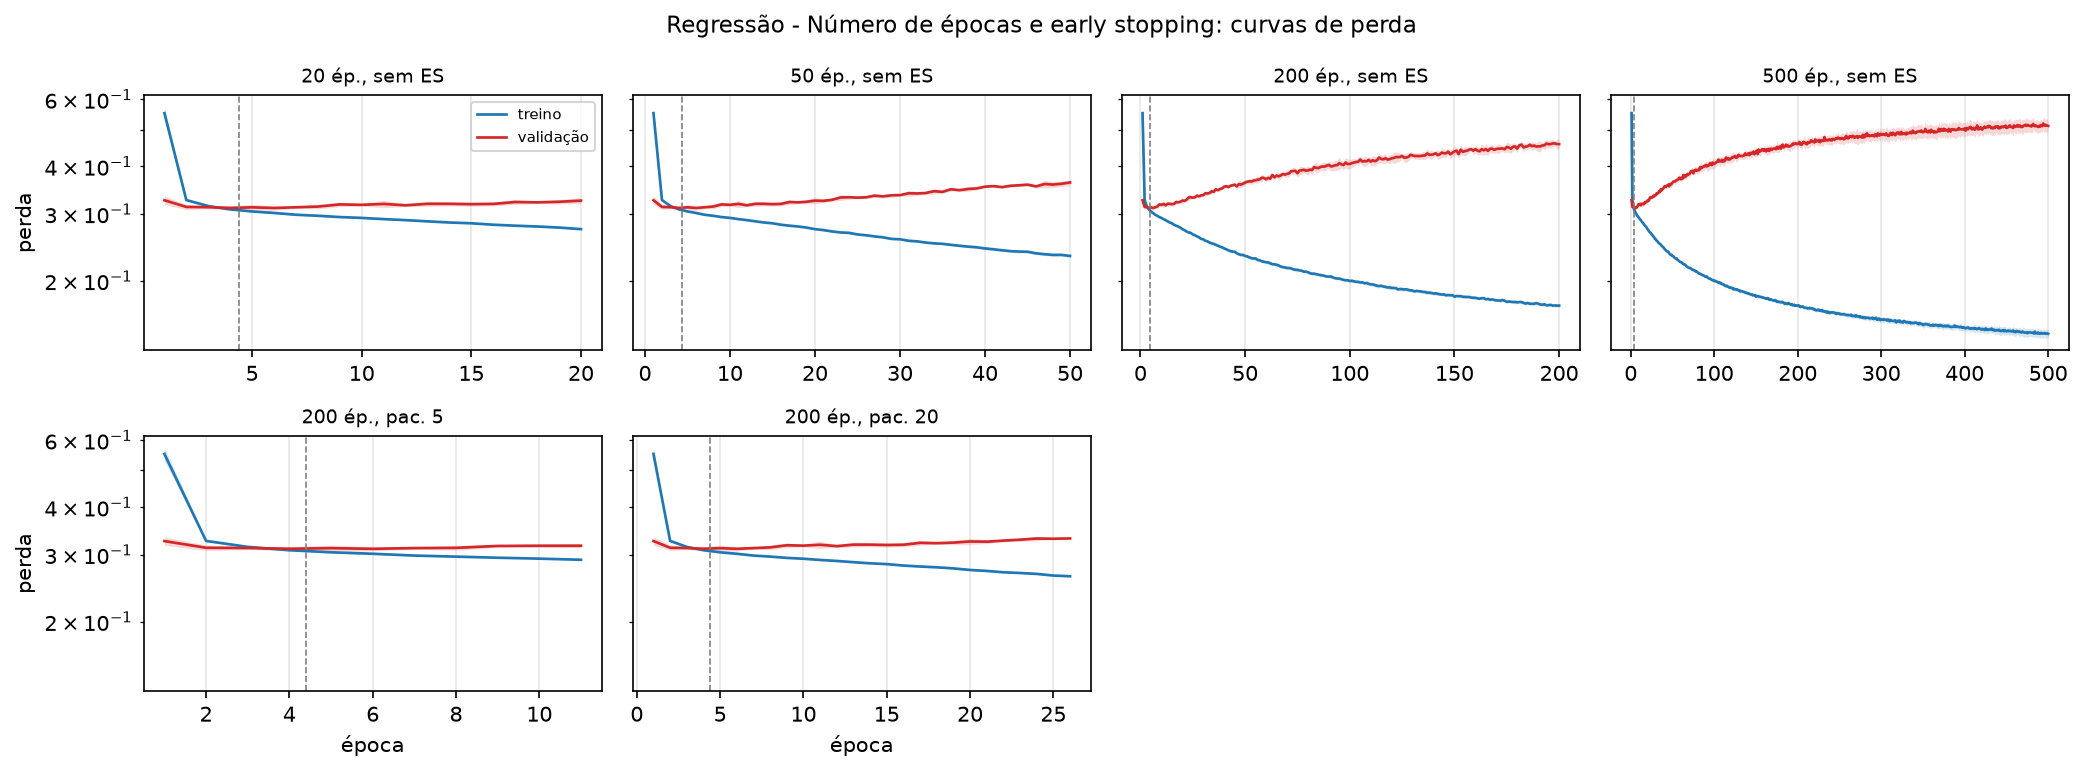 Regressão - Número de épocas e early stopping: curvas de perda
20 ép., sem ES
50 ép., sem ES
200 ép., sem ES
500 ép., sem ES
6 × 10⁻¹
4 × 10⁻¹
3 × 10⁻¹
2 × 10⁻¹
perda
treino
validação
5 10 15 20
0 10 20 30 40 50
0 50 100 150 200
0 100 200 300 400 500
200 ép., pac. 5
200 ép., pac. 20
6 × 10⁻¹
4 × 10⁻¹
3 × 10⁻¹
2 × 10⁻¹
perda
2 4 6 8 10
0 5 10 15 20 25
época
época